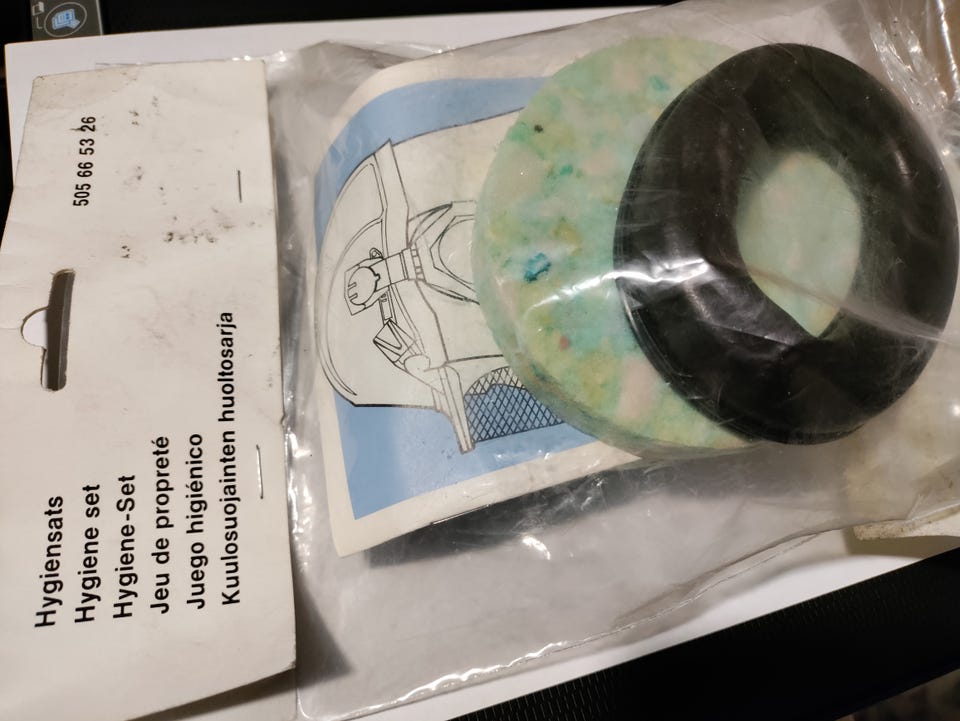 505 66 53 26
Hygiensats
Hygiene set
Hygiene-Set
Jeu de propreté
Juego higiénico
Kuulosuojainten huoltosarja